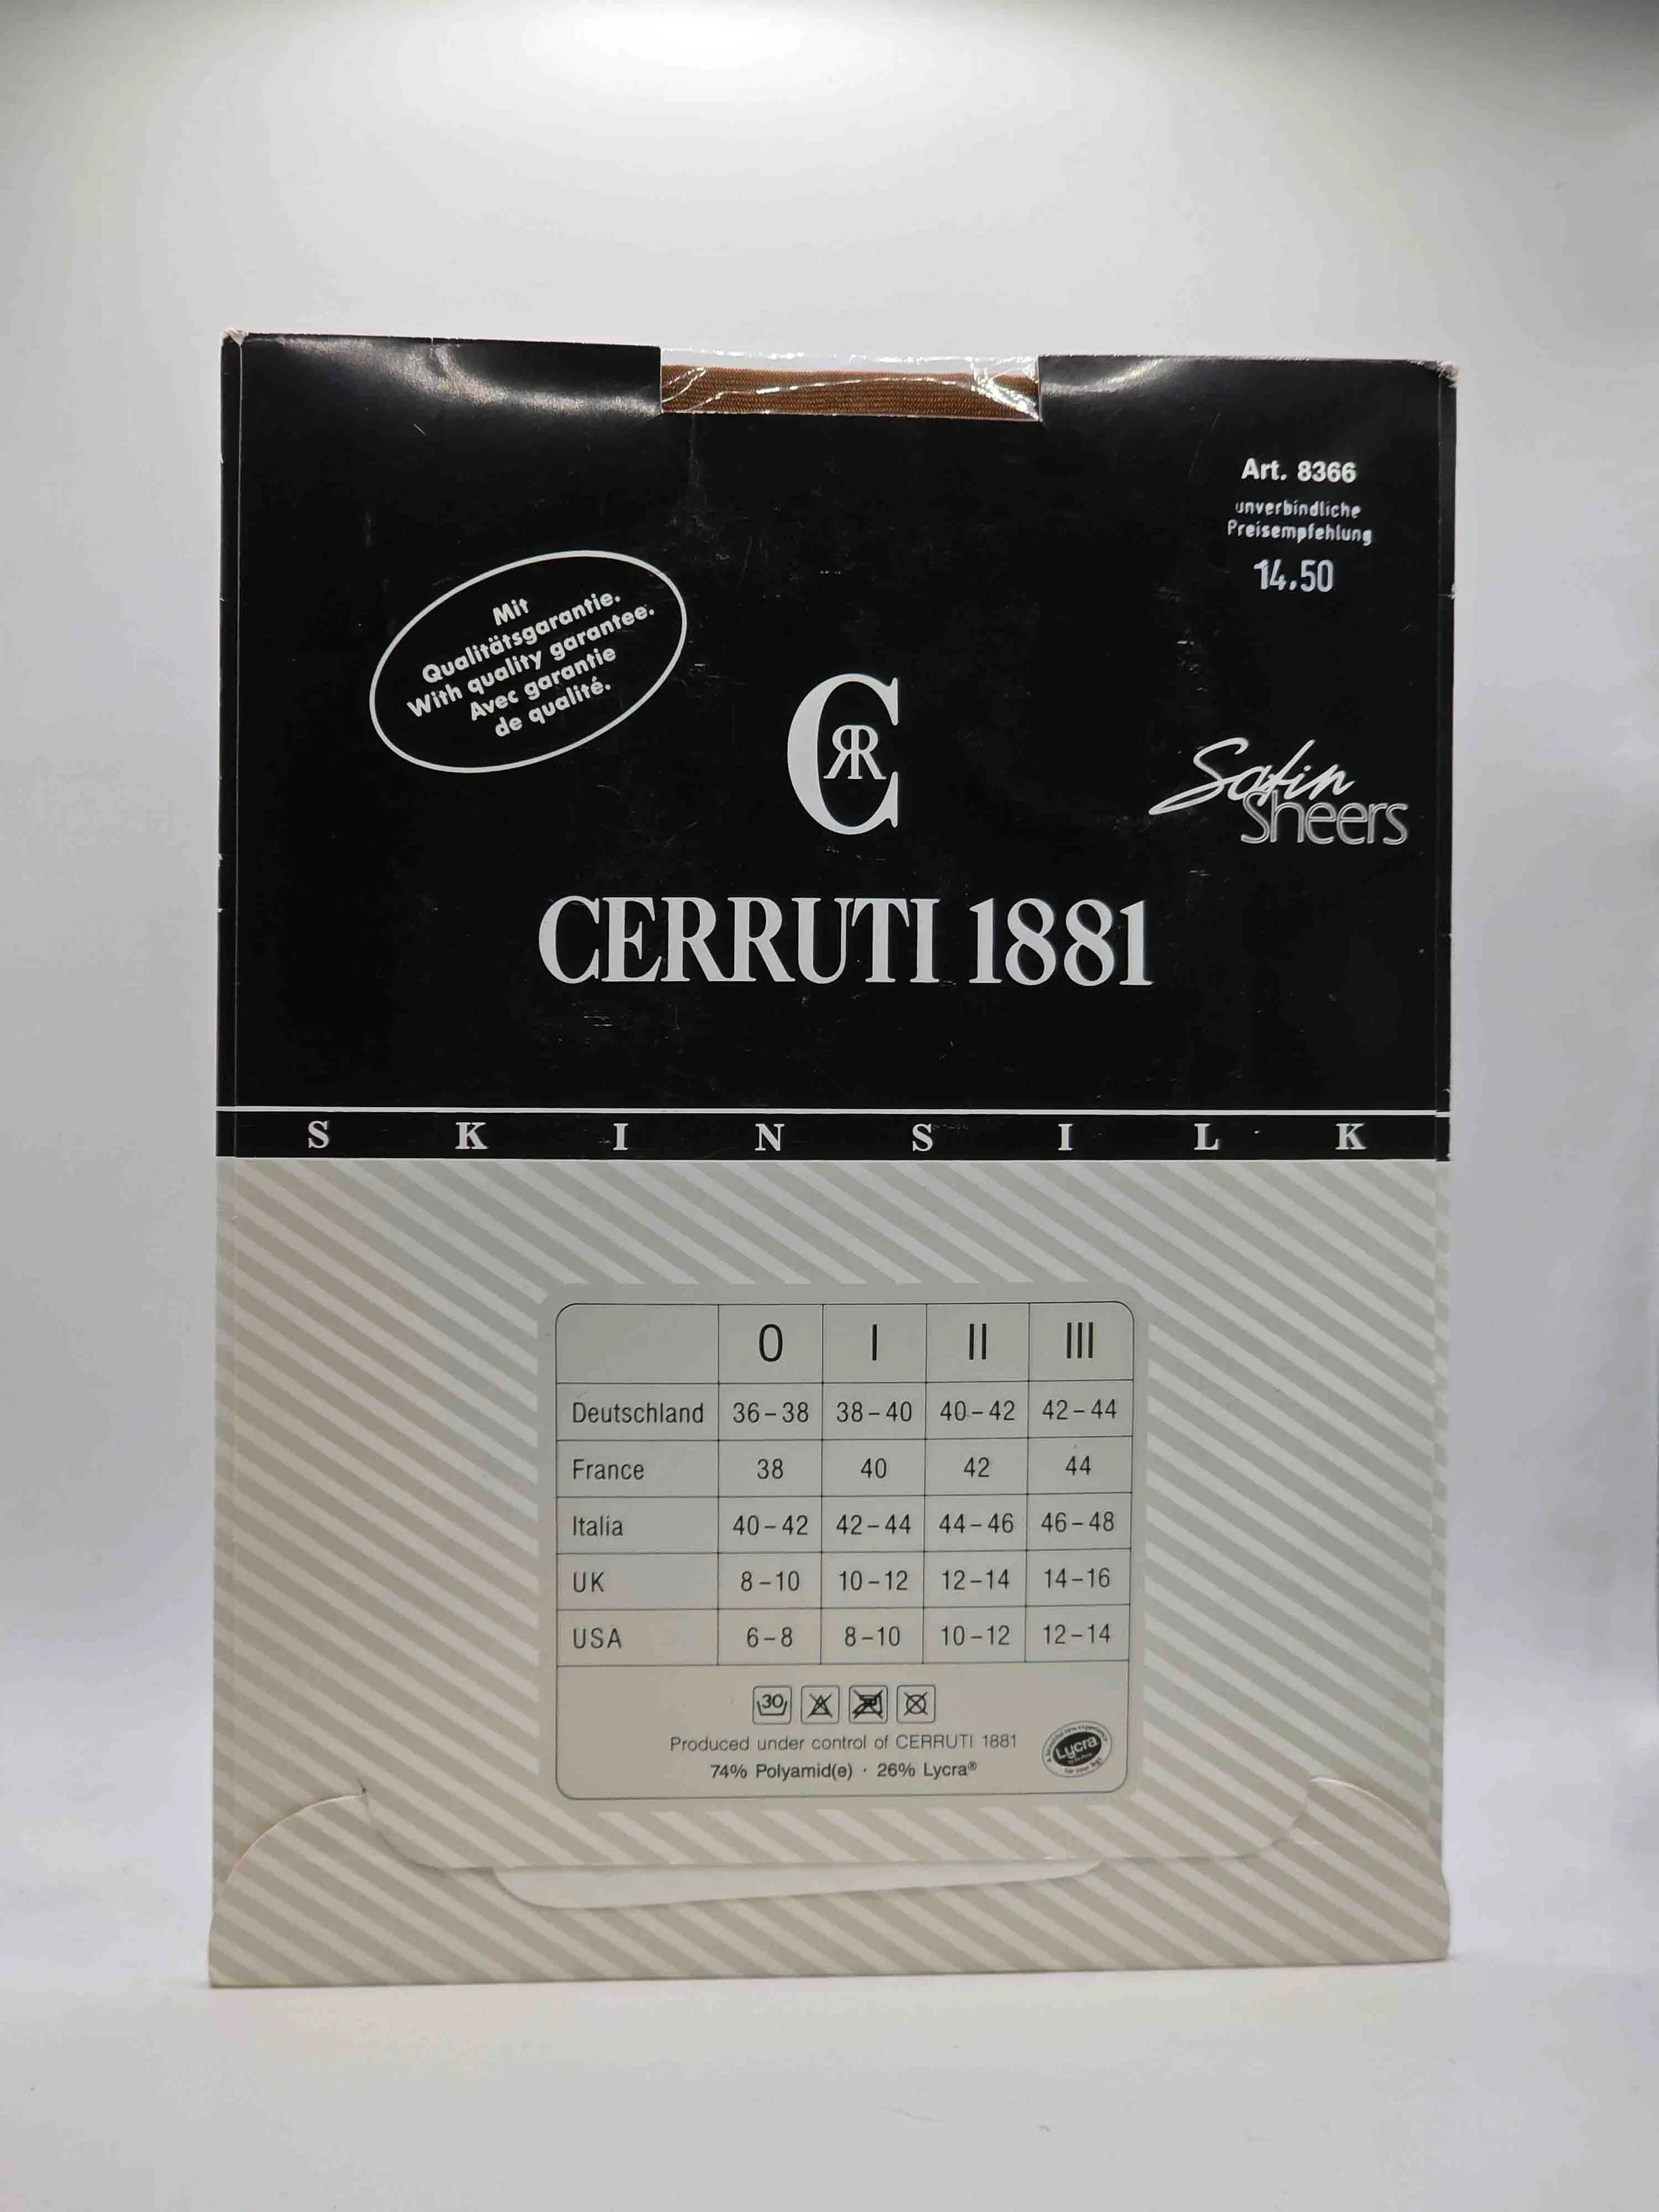 Art. 8366
unverbindliche
Preisempfehlung
14.50
Mit
Qualitätsgarantie.
With quality garantee.
Avec garantie
de qualité.
Satin
Sheers
CERRUTI 1881
S K I N S I L K
0 I II III
Deutschland 36–38 38–40 40–42 42–44
France 38 40 42 44
Italia 40–42 42–44 44–46 46–48
UK 8–10 10–12 12–14 14–16
USA 6–8 8–10 10–12 12–14
30
Produced under control of CERRUTI 1881
Lycra
74% Polyamid(e) · 26% Lycra®